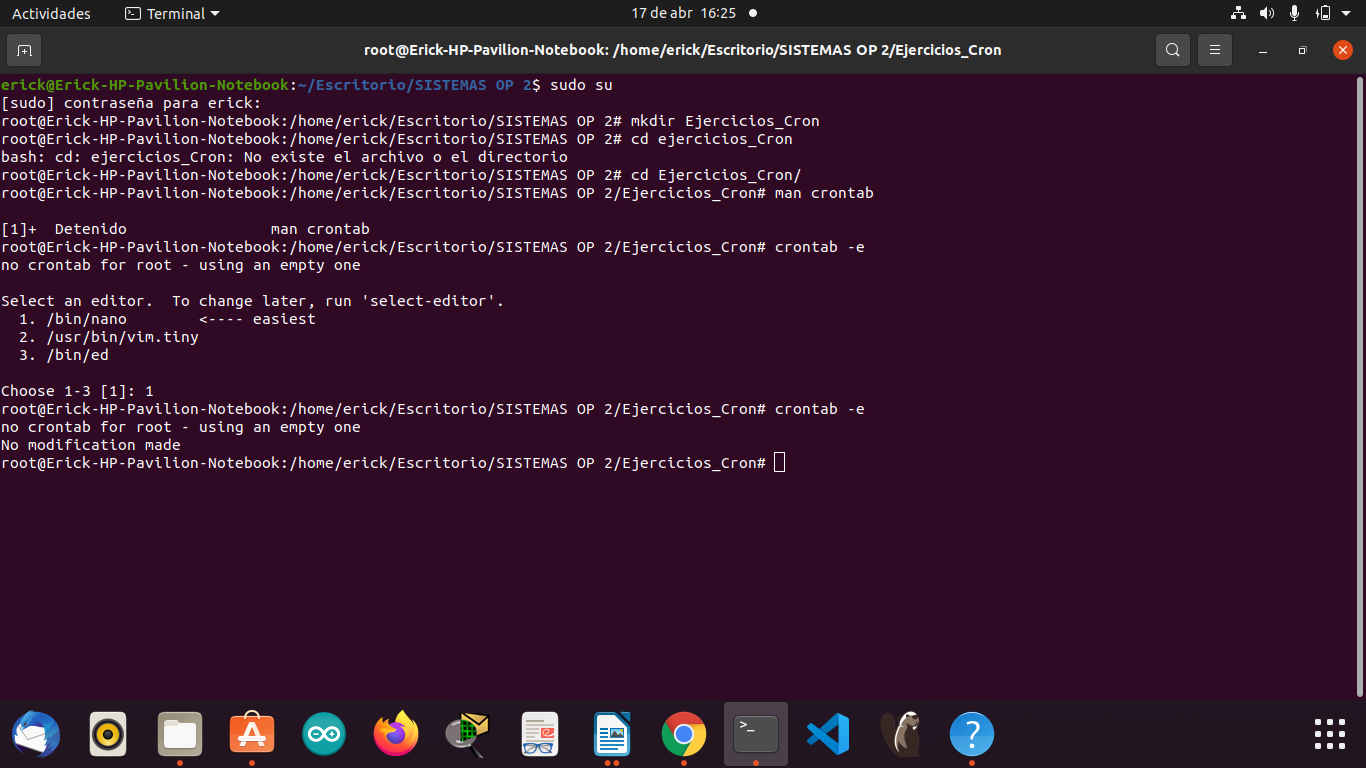 Actividades Terminal 17 de abr 16:25
root@Erick-HP-Pavilion-Notebook: /home/erick/Escritorio/SISTEMAS OP 2/Ejercicios_Cron
erick@Erick-HP-Pavilion-Notebook:~/Escritorio/SISTEMAS OP 2$ sudo su
[sudo] contraseña para erick:
root@Erick-HP-Pavilion-Notebook:/home/erick/Escritorio/SISTEMAS OP 2# mkdir Ejercicios_Cron
root@Erick-HP-Pavilion-Notebook:/home/erick/Escritorio/SISTEMAS OP 2# cd ejercicios_Cron
bash: cd: ejercicios_Cron: No existe el archivo o el directorio
root@Erick-HP-Pavilion-Notebook:/home/erick/Escritorio/SISTEMAS OP 2# cd Ejercicios_Cron/
root@Erick-HP-Pavilion-Notebook:/home/erick/Escritorio/SISTEMAS OP 2/Ejercicios_Cron# man crontab
[1]+  Detenido                man crontab
root@Erick-HP-Pavilion-Notebook:/home/erick/Escritorio/SISTEMAS OP 2/Ejercicios_Cron# crontab -e
no crontab for root - using an empty one
Select an editor.  To change later, run 'select-editor'.
  1. /bin/nano        <---- easiest
  2. /usr/bin/vim.tiny
  3. /bin/ed
Choose 1-3 [1]: 1
root@Erick-HP-Pavilion-Notebook:/home/erick/Escritorio/SISTEMAS OP 2/Ejercicios_Cron# crontab -e
no crontab for root - using an empty one
No modification made
root@Erick-HP-Pavilion-Notebook:/home/erick/Escritorio/SISTEMAS OP 2/Ejercicios_Cron#